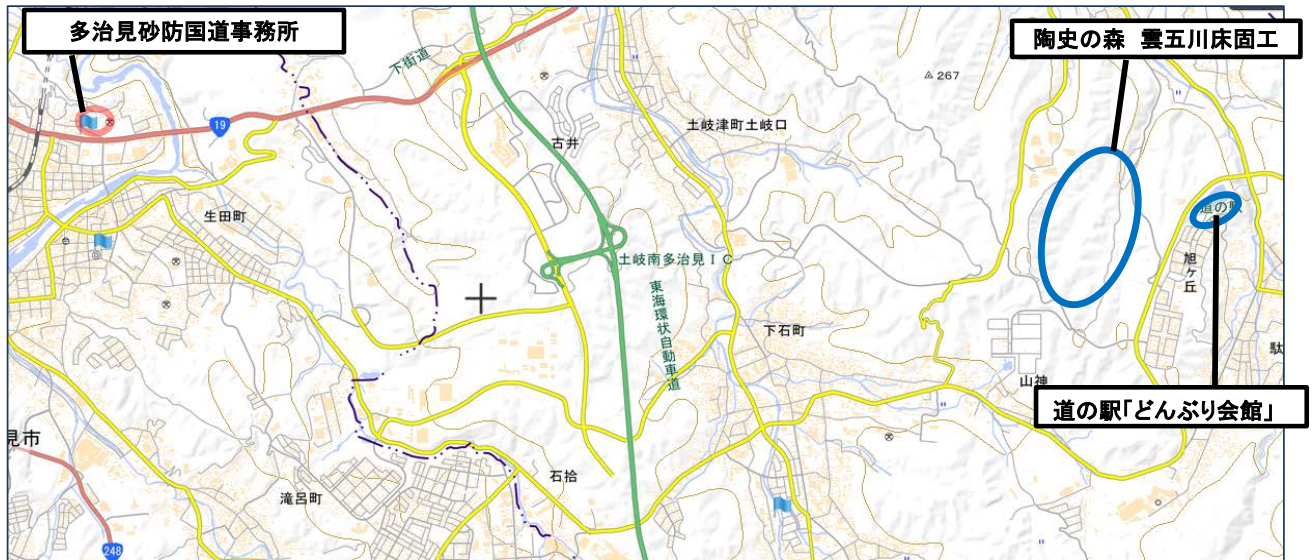 多治見砂防国道事務所
陶史の森 雲五川床固工
下街道
267
19
土岐津町土岐口
古井
生田町
道の駅
土岐南多治見IC
旭ヶ丘
東海環状自動車道
下石町
駄
山神
道の駅「どんぶり会館」
見市
石拾
滝呂町
248